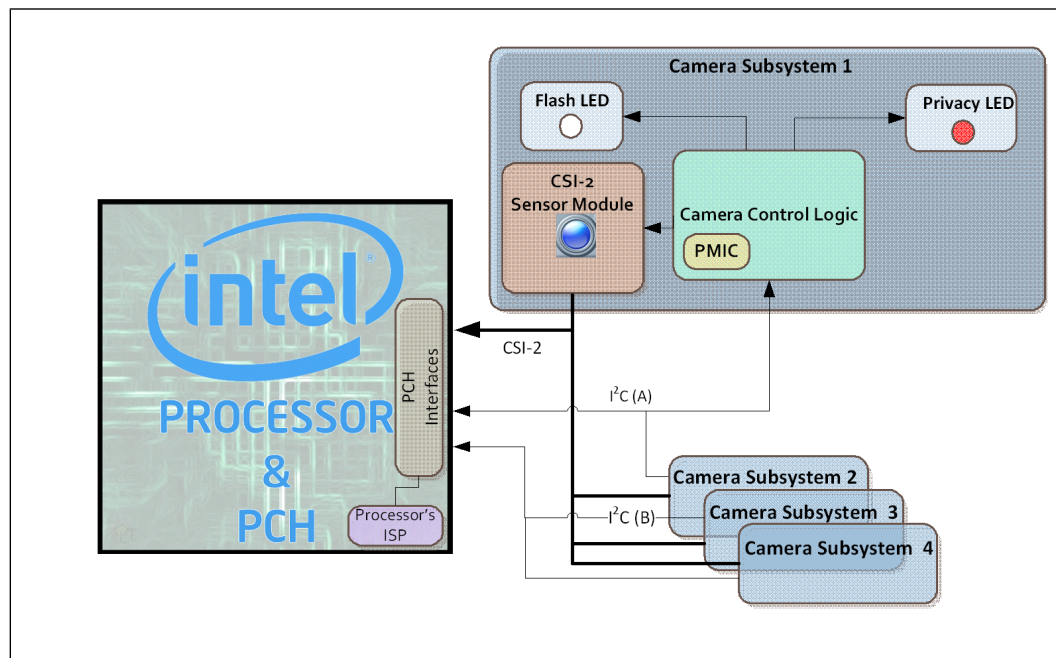 Camera Subsystem 1
Flash LED
Privacy LED
CSI-2
Sensor Module
Camera Control Logic
PMIC
intel
®
PROCESSOR
&
PCH
PCH
Interfaces
Processor's
ISP
CSI-2
I²C (A)
I²C (B)
Camera Subsystem 2
Camera Subsystem 3
Camera Subsystem 4